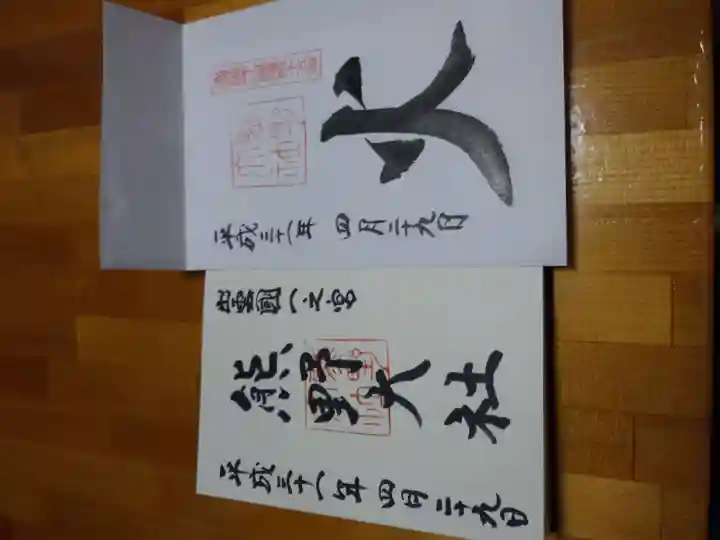 火
平成三十一年 四月二十九日
出雲國一之宮
熊野大社
平成三十一年四月二十九日